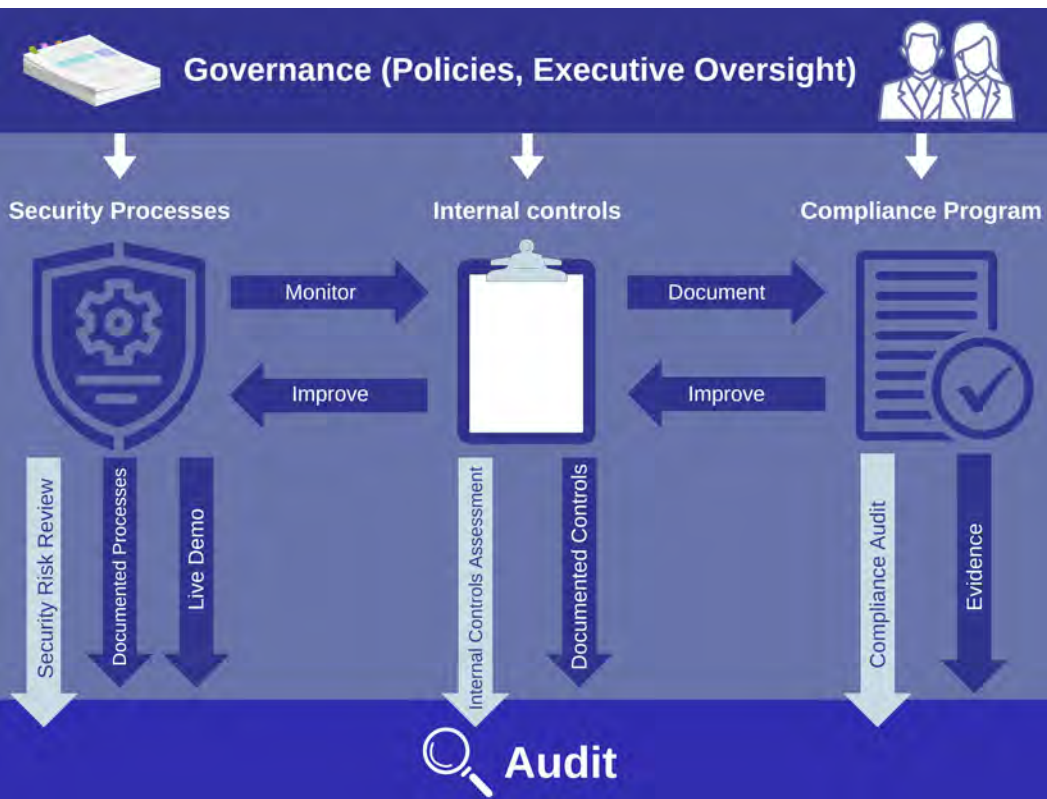 Governance (Policies, Executive Oversight)
Security Processes
Internal controls
Compliance Program
Monitor
Document
Improve
Improve
Security Risk Review
Documented Processes
Live Demo
Internal Controls Assessment
Documented Controls
Compliance Audit
Evidence
Audit